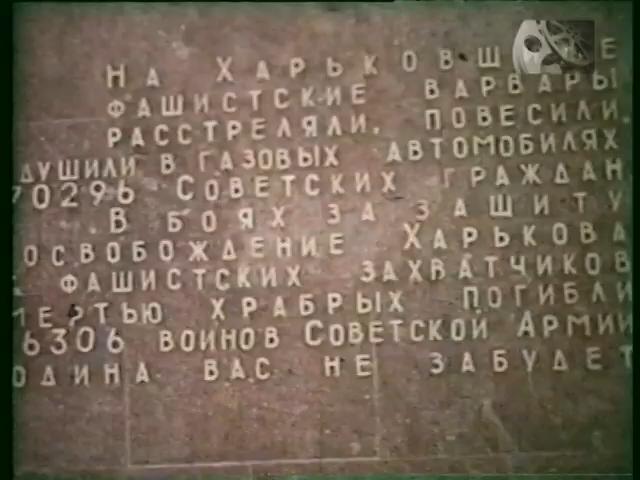 На Харьковщине
фашистские варвары
расстреляли, повесили,
душили в газовых автомобилях
70296 Советских граждан
В боях за защиту
освобождение Харькова
фашистских захватчиков
смертью храбрых погибли
6306 воинов Советской Армии
Родина вас не забудет